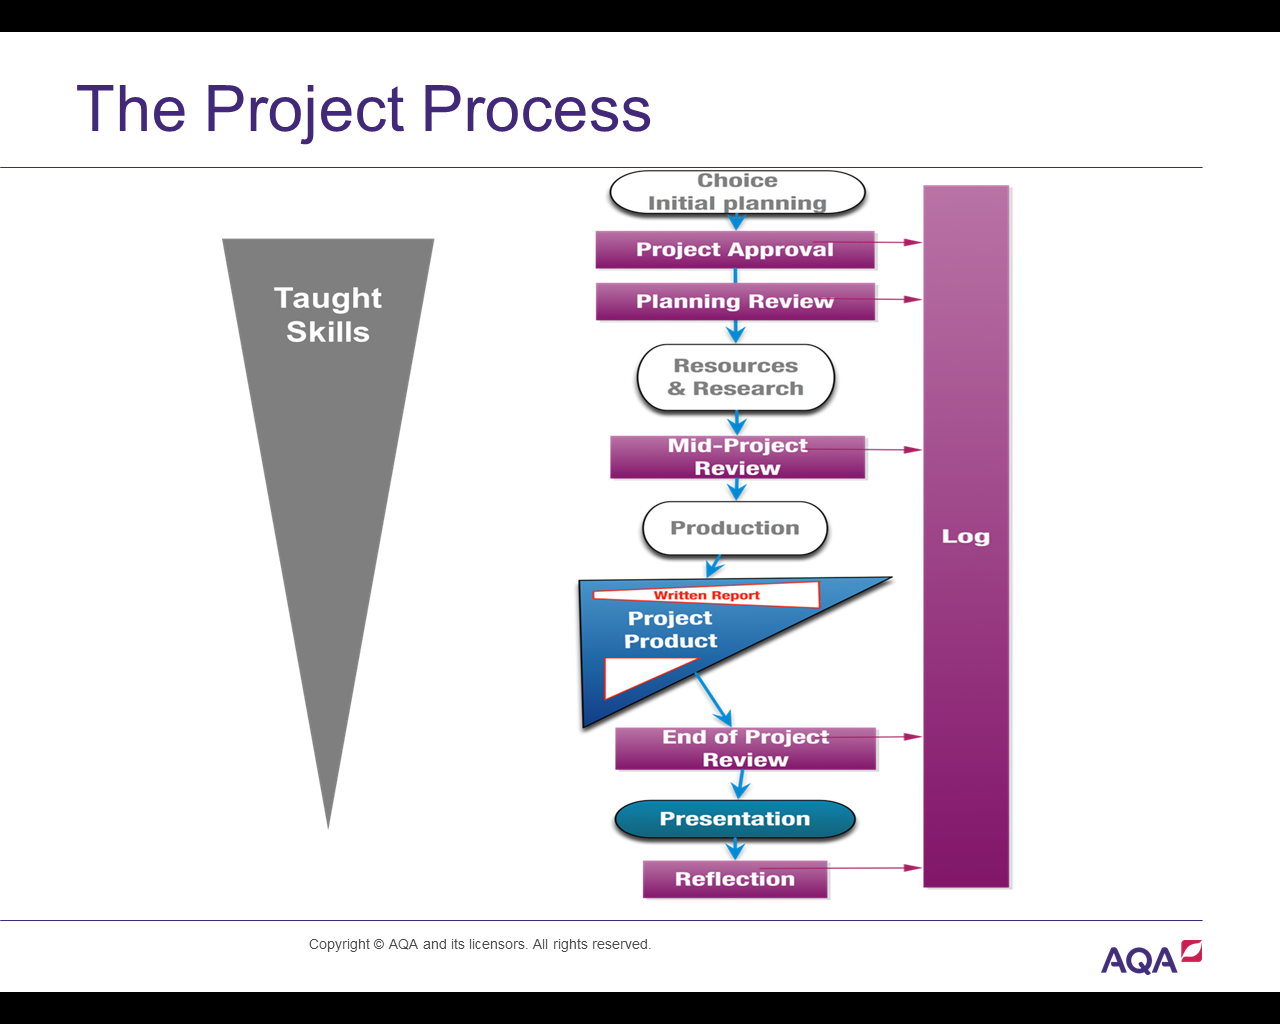 The Project Process
Taught
Skills
Choice
Initial planning
Project Approval
Planning Review
Resources
& Research
Mid-Project
Review
Production
Written Report
Project
Product
End of Project
Review
Presentation
Reflection
Log
Copyright © AQA and its licensors. All rights reserved.
AQA